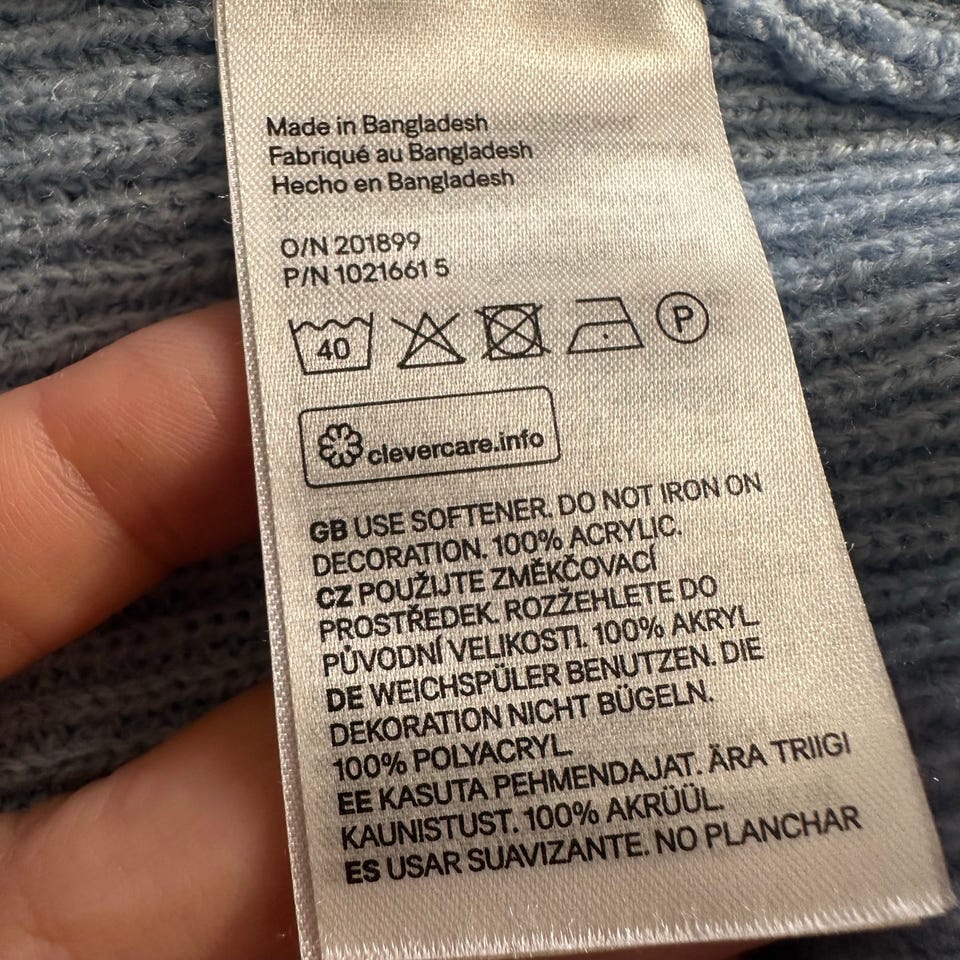 Made in Bangladesh
Fabriqué au Bangladesh
Hecho en Bangladesh
O/N 201899
P/N 1021661 5
40 P
clevercare.info
GB USE SOFTENER. DO NOT IRON ON
DECORATION. 100% ACRYLIC.
CZ POUŽIJTE ZMĚKČOVACÍ
PROSTŘEDEK. ROZŽEHLETE DO
PŮVODNÍ VELIKOSTI. 100% AKRYL
DE WEICHSPÜLER BENUTZEN. DIE
DEKORATION NICHT BÜGELN.
100% POLYACRYL.
EE KASUTA PEHMENDAJAT. ÄRA TRIIGI
KAUNISTUST. 100% AKRÜÜL.
ES USAR SUAVIZANTE. NO PLANCHAR